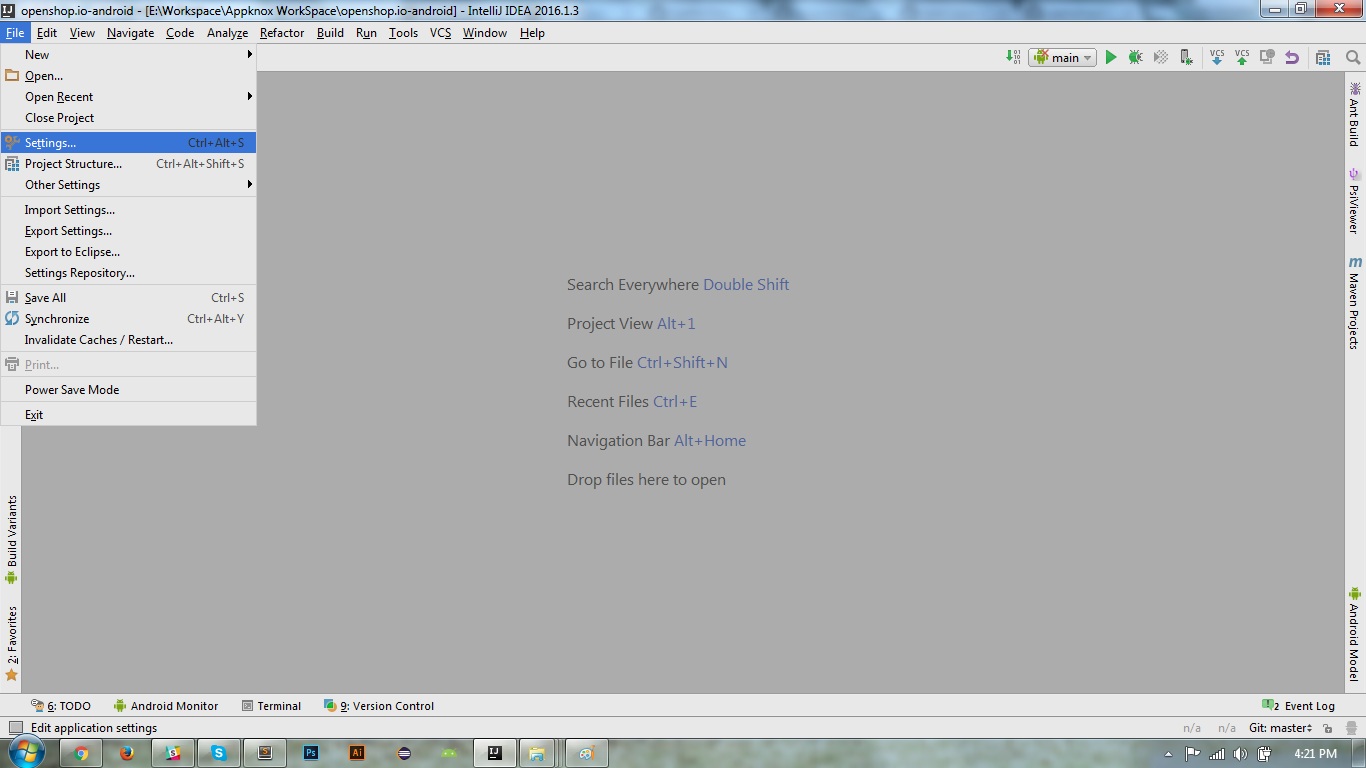 openshop.io-android - [E:\Workspace\Appknox WorkSpace\openshop.io-android] - IntelliJ IDEA 2016.1.3
File Edit View Navigate Code Analyze Refactor Build Run Tools VCS Window Help
New
Open...
Open Recent
Close Project
Settings... Ctrl+Alt+S
Project Structure... Ctrl+Alt+Shift+S
Other Settings
Import Settings...
Export Settings...
Export to Eclipse...
Settings Repository...
Save All Ctrl+S
Synchronize Ctrl+Alt+Y
Invalidate Caches / Restart...
Print...
Power Save Mode
Exit
main
VCS VCS
Search Everywhere Double Shift
Project View Alt+1
Go to File Ctrl+Shift+N
Recent Files Ctrl+E
Navigation Bar Alt+Home
Drop files here to open
Ant Build
PsiViewer
m
Maven Projects
Android Model
Build Variants
2: Favorites
6: TODO Android Monitor Terminal 9: Version Control 2 Event Log
Edit application settings n/a n/a Git: master
Ps Ai IJ 4:21 PM